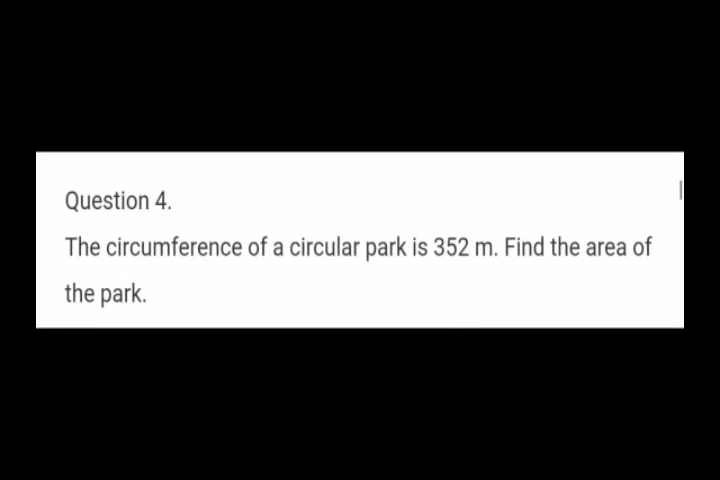 Question 4.
The circumference of a circular park is 352 m. Find the area of
the park.